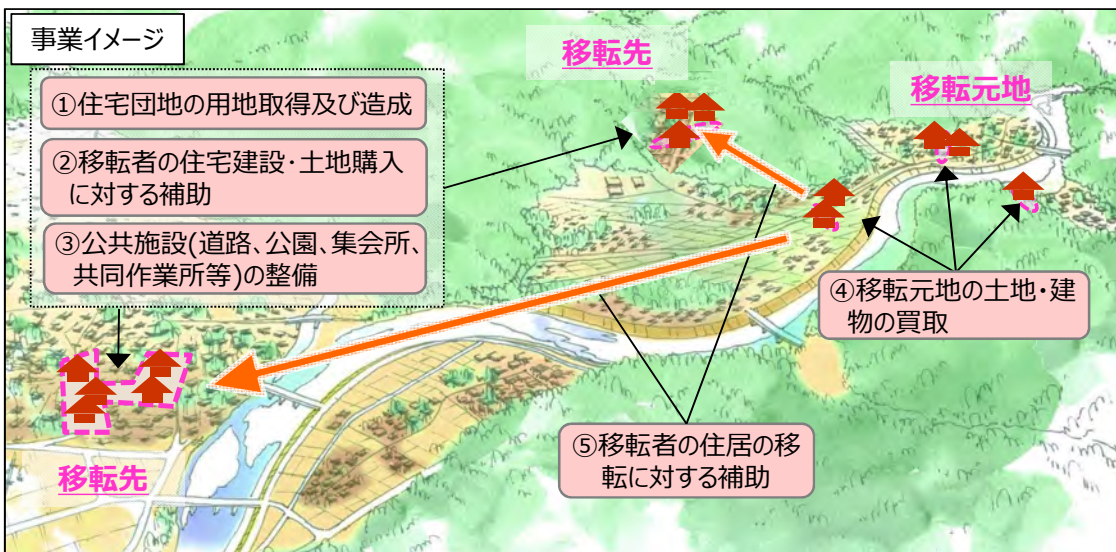 事業イメージ
移転先
移転元地
①住宅団地の用地取得及び造成
②移転者の住宅建設・土地購入
に対する補助
③公共施設(道路、公園、集会所、
共同作業所等)の整備
④移転元地の土地・建
物の買取
⑤移転者の住居の移
転に対する補助
移転先